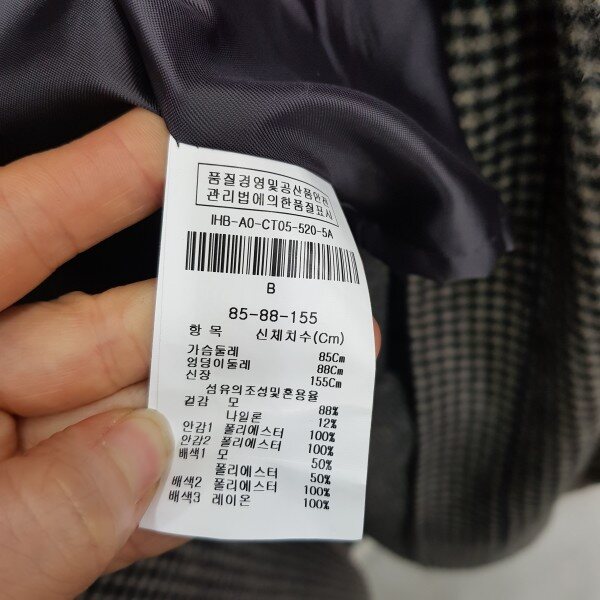 품질경영및공산품안전
관리법에의한품질표시
IHB-A0-CT05-520-5A
B
85-88-155
항 목 신체치수(Cm)
가슴둘레 85Cm
엉덩이둘레 88Cm
신장 155Cm
섬유의조성및혼용율
겉감 모 88%
나일론 12%
안감1 폴리에스터 100%
안감2 폴리에스터 100%
배색1 모 50%
폴리에스터 50%
배색2 폴리에스터 100%
배색3 레이온 100%